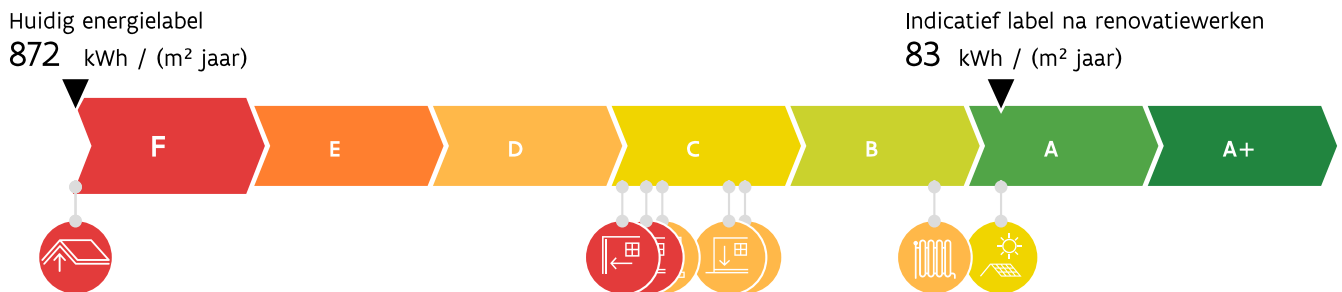 Huidig energielabel
872 kWh / (m² jaar)
Indicatief label na renovatiewerken
83 kWh / (m² jaar)
F E D C B A A+